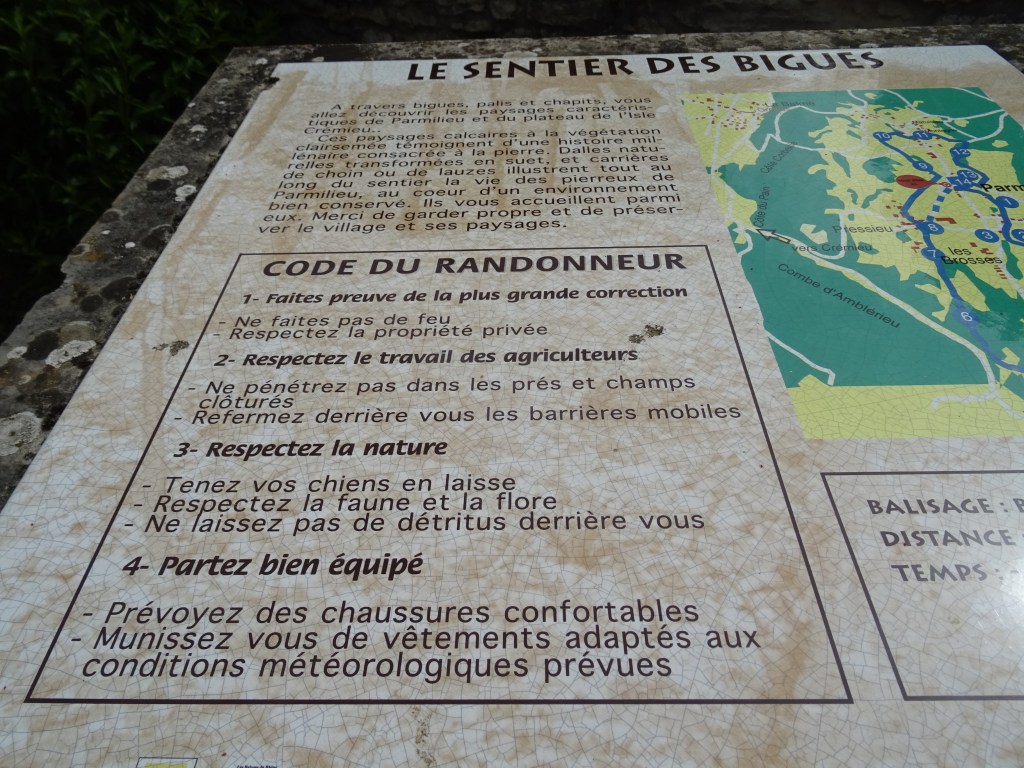 LE SENTIER DES BIGUES
A travers bigues, palis et chapits, vous
allez découvrir les paysages caractéris-
tiques de Parmilieu et du plateau de l'Isle
Crémieu..
Ces paysages calcaires à la végétation
clairsemée témoignent d'une histoire mil-
lénaire consacrée à la pierre. Dalles natu-
relles transformées en suet, et carrières
de choin ou de lauzes illustrent tout au
long du sentier la vie des pierreux de
Parmilieu, au coeur d'un environnement
bien conservé. Ils vous accueillent parmi
eux. Merci de garder propre et de préser-
ver le village et ses paysages.
CODE DU RANDONNEUR
1- Faites preuve de la plus grande correction
- Ne faites pas de feu
- Respectez la propriété privée
2- Respectez le travail des agriculteurs
- Ne pénétrez pas dans les prés et champs
clôturés
- Refermez derrière vous les barrières mobiles
3- Respectez la nature
- Tenez vos chiens en laisse
- Respectez la faune et la flore
- Ne laissez pas de détritus derrière vous
4- Partez bien équipé
- Prévoyez des chaussures confortables
- Munissez vous de vêtements adaptés aux
conditions météorologiques prévues
10
11
12
Parm
Pressieu
8
3
7
les
Brosses
vers Crémieu
Combe d'Amblérieu
6
BALISAGE :
DISTANCE
TEMPS :